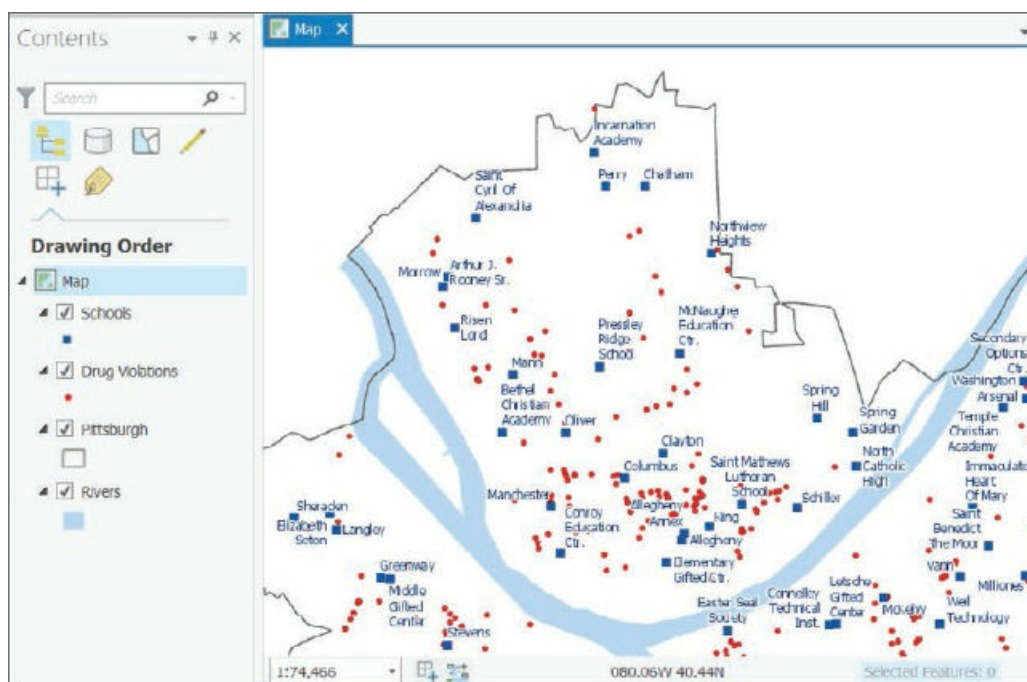 Contents
Map
Search
Drawing Order
Map
Schools
Drug Violations
Pittsburgh
Rivers
Incarnation
Academy
Saint
Cyril Of
Alexandria
Perry
Chatham
Northview
Heights
Morrow
Arthur J.
Rooney Sr.
Risen
Lord
Pressley
Ridge
School
McNaugher
Education
Ctr.
Mann
Bethel
Christian
Academy
Oliver
Spring
Hill
Spring
Garden
Secondary
Options
Ctr.
Washington
Arsenal
Temple
Christian
Academy
Clayton
Columbus
Saint Mathews
Lutheran
School
North
Catholic
High
Immaculate
Heart
Of Mary
Manchester
Allegheny
Annex
King
Allegheny
Schiller
Conroy
Education
Ctr.
Elementary
Gifted Ctr.
Saint
Benedict
The Moor
Sheraden
Elizabeth
Seton
Langley
Greenway
Middle
Gifted
Center
Stevens
Easter Seal
Society
Connelley
Technical
Inst.
Letsche
Gifted
Center
McKelvy
Vann
Milliones
Weil
Technology
1:74,466
080.06W 40.44N
Selected Features: 0